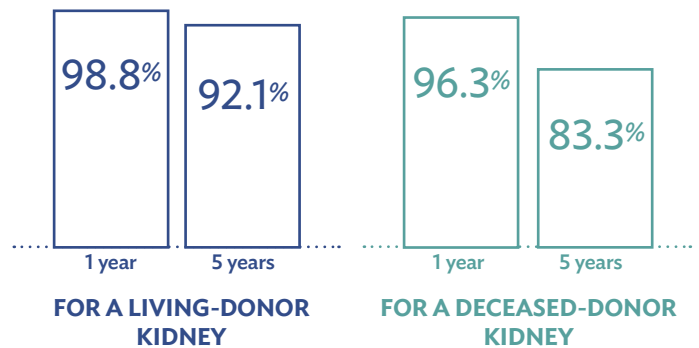 98.8%
92.1%
1 year
5 years
FOR A LIVING-DONOR
KIDNEY
96.3%
83.3%
1 year
5 years
FOR A DECEASED-DONOR
KIDNEY